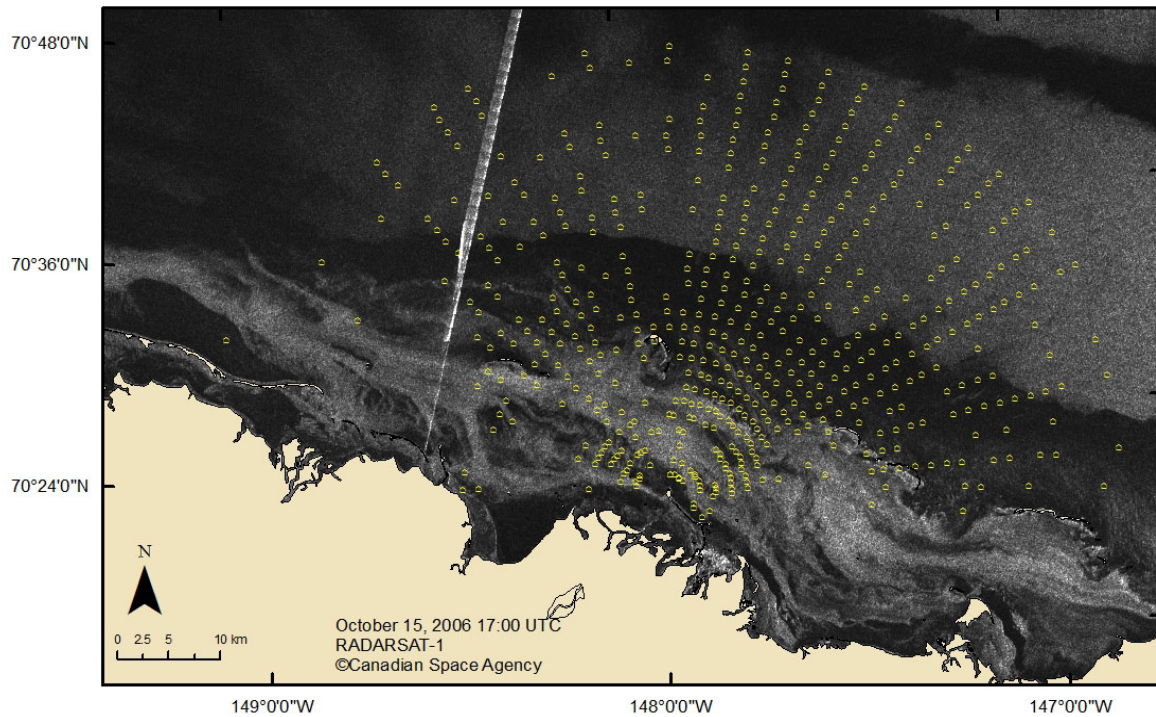 70°48'0"N
70°36'0"N
70°24'0"N
N
0 2.5 5 10 km
October 15, 2006 17:00 UTC
RADARSAT-1
©Canadian Space Agency
149°0'0"W 148°0'0"W 147°0'0"W